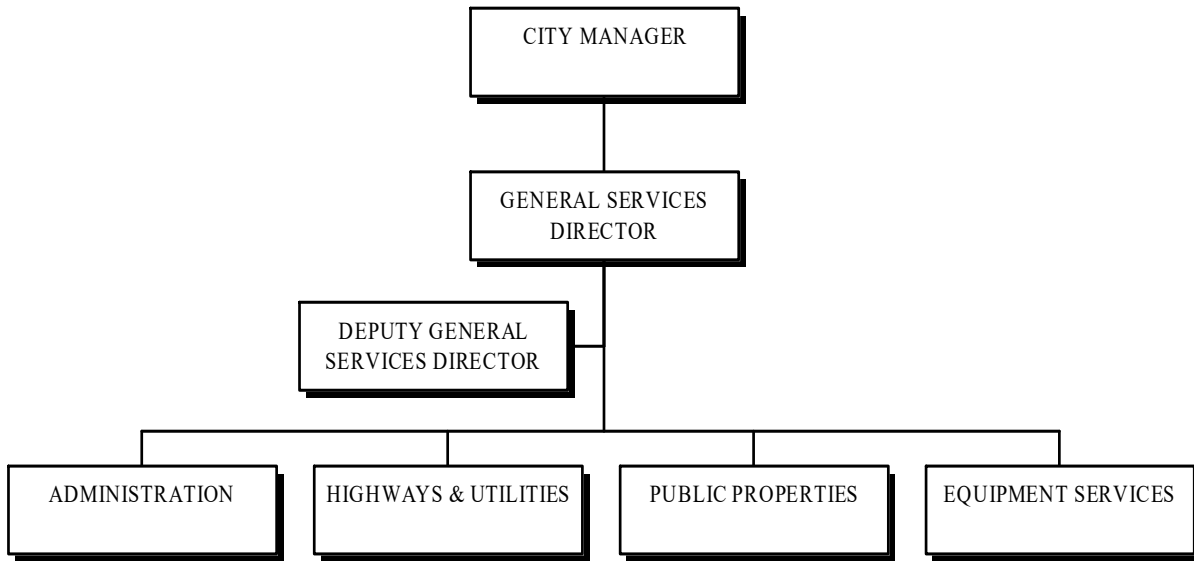 CITY MANAGER
GENERAL SERVICES
DIRECTOR
DEPUTY GENERAL
SERVICES DIRECTOR
ADMINISTRATION
HIGHWAYS & UTILITIES
PUBLIC PROPERTIES
EQUIPMENT SERVICES